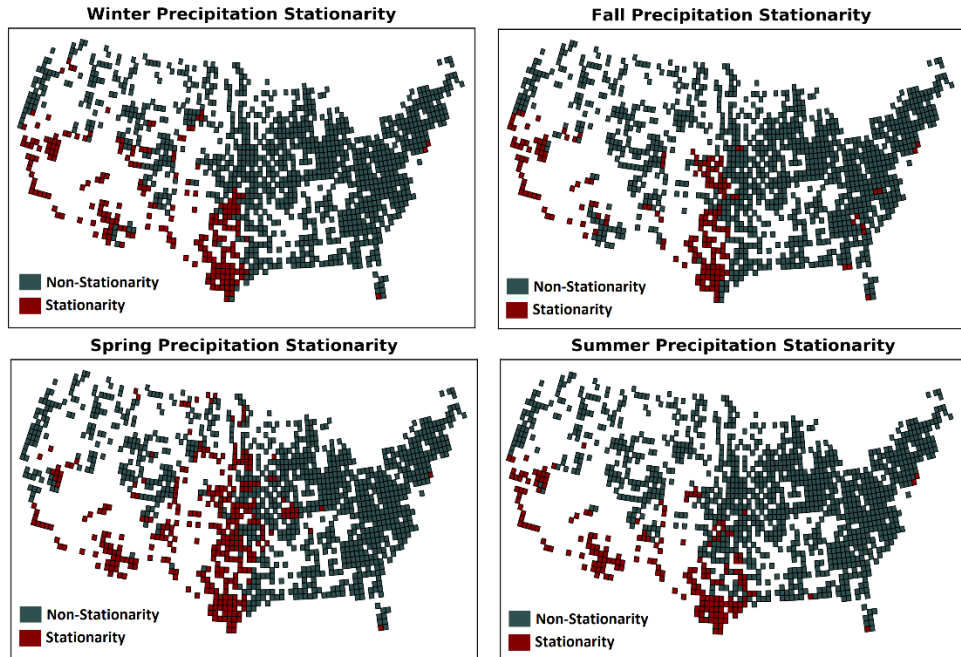 Winter Precipitation Stationarity
Fall Precipitation Stationarity
Non-Stationarity
Stationarity
Non-Stationarity
Stationarity
Spring Precipitation Stationarity
Summer Precipitation Stationarity
Non-Stationarity
Stationarity
Non-Stationarity
Stationarity